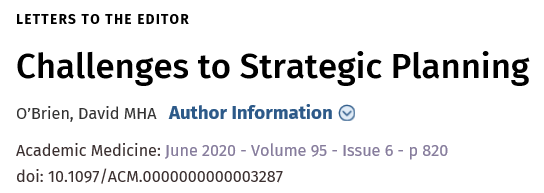 LETTERS TO THE EDITOR
Challenges to Strategic Planning
O’Brien, David MHA Author Information
Academic Medicine: June 2020 - Volume 95 - Issue 6 - p 820
doi: 10.1097/ACM.0000000000003287